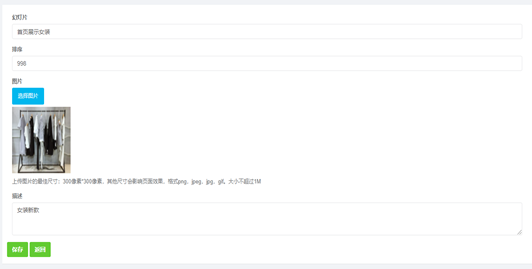 幻灯片
首页展示女装
排序
998
图片
选择图片
上传图片的最佳尺寸：300像素*300像素，其他尺寸会影响页面效果，格式png，jpeg，jpg，gif。大小不超过1M
描述
女装新款
保存 返回